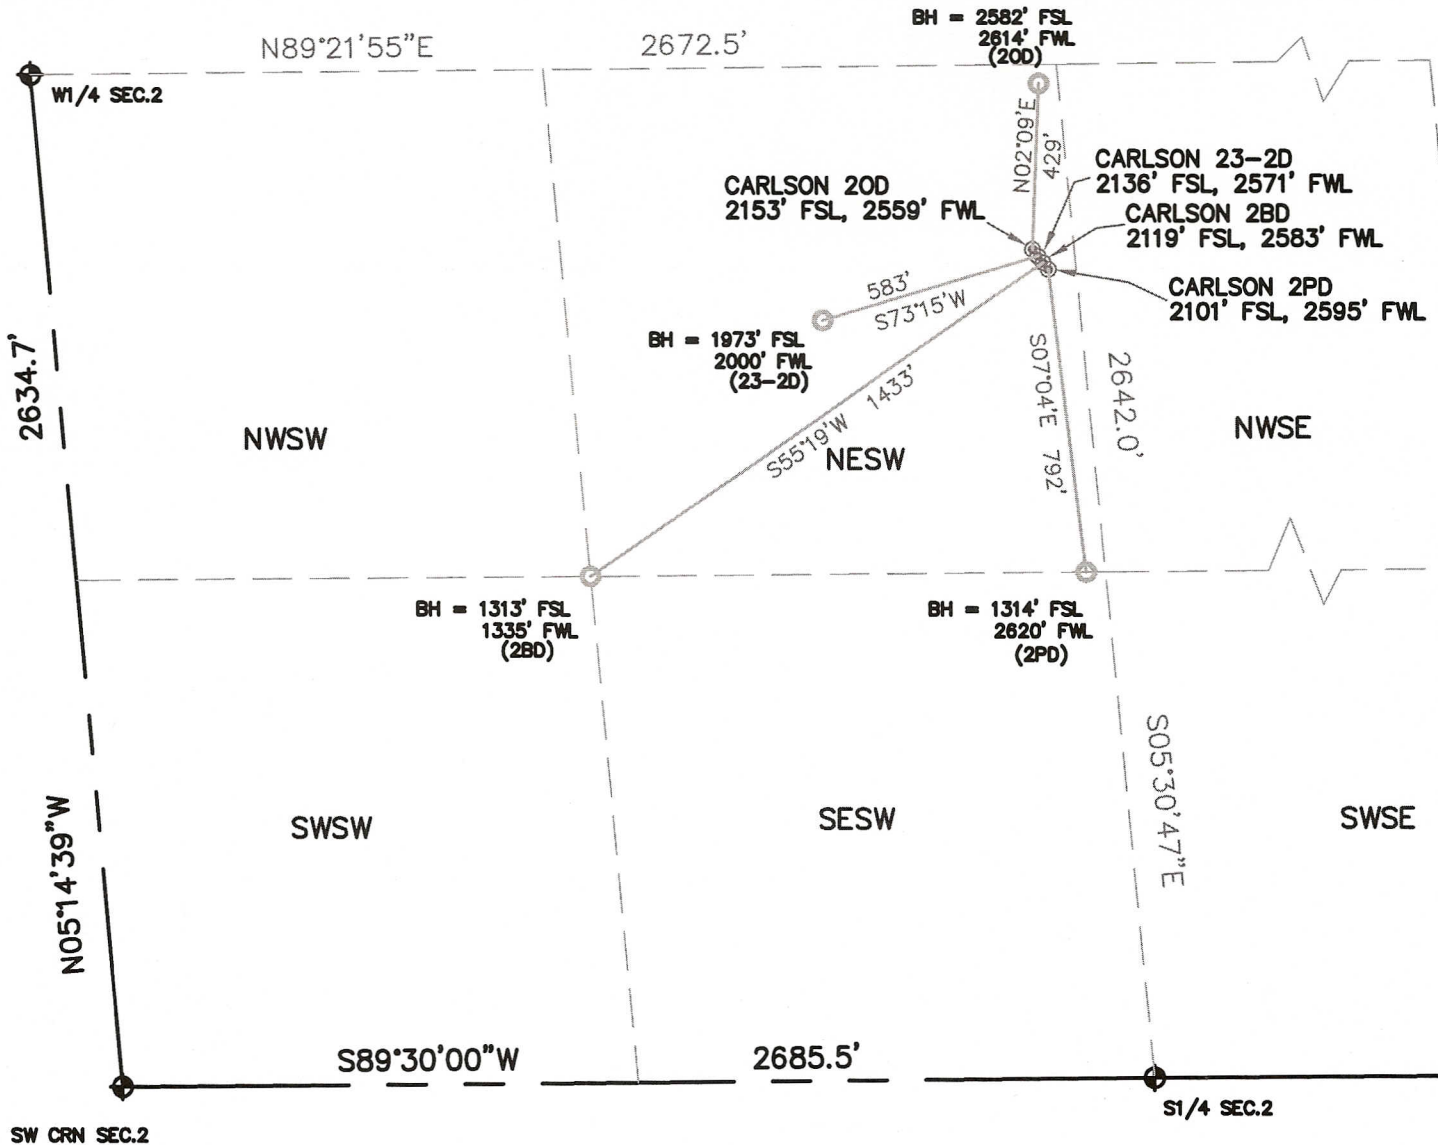 BH = 2582' FSL
2614' FWL
(2OD)
N89°21'55"E
2672.5'
W1/4 SEC.2
N02°09'E
429'
CARLSON 23-2D
2136' FSL, 2571' FWL
CARLSON 2OD
2153' FSL, 2559' FWL
CARLSON 2BD
2119' FSL, 2583' FWL
CARLSON 2PD
2101' FSL, 2595' FWL
583'
S73°15'W
BH = 1973' FSL
2000' FWL
(23-2D)
2634.7'
S07°04'E 792'
2642.0'
S55°19'W 1433'
NWSW
NESW
NWSE
BH = 1313' FSL
1335' FWL
(2BD)
BH = 1314' FSL
2620' FWL
(2PD)
S05°30'47"E
N05°14'39"W
SWSW
SESW
SWSE
S89°30'00"W
2685.5'
S1/4 SEC.2
SW CRN SEC.2